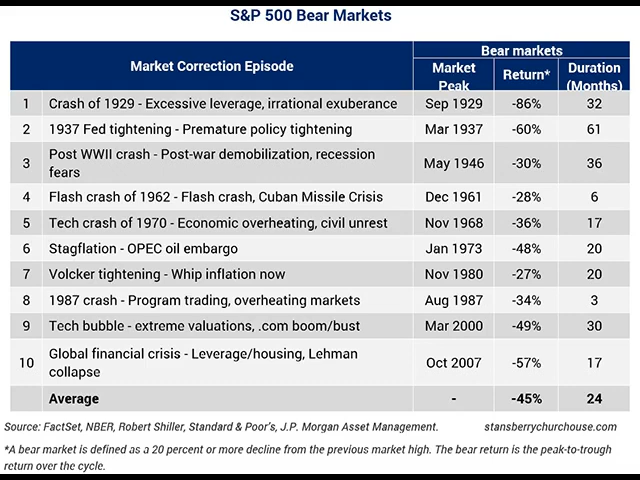 S&P 500 Bear Markets
Market Correction Episode
Bear markets
Market Peak
Return*
Duration (Months)
1 Crash of 1929 - Excessive leverage, irrational exuberance Sep 1929 -86% 32
2 1937 Fed tightening - Premature policy tightening Mar 1937 -60% 61
3 Post WWII crash - Post-war demobilization, recession
fears May 1946 -30% 36
4 Flash crash of 1962 - Flash crash, Cuban Missile Crisis Dec 1961 -28% 6
5 Tech crash of 1970 - Economic overheating, civil unrest Nov 1968 -36% 17
6 Stagflation - OPEC oil embargo Jan 1973 -48% 20
7 Volcker tightening - Whip inflation now Nov 1980 -27% 20
8 1987 crash - Program trading, overheating markets Aug 1987 -34% 3
9 Tech bubble - extreme valuations, .com boom/bust Mar 2000 -49% 30
10 Global financial crisis - Leverage/housing, Lehman
collapse Oct 2007 -57% 17
Average - -45% 24
Source: FactSet, NBER, Robert Shiller, Standard & Poor's, J.P. Morgan Asset Management. stansberrychurchouse.com
*A bear market is defined as a 20 percent or more decline from the previous market high. The bear return is the peak-to-trough
return over the cycle.